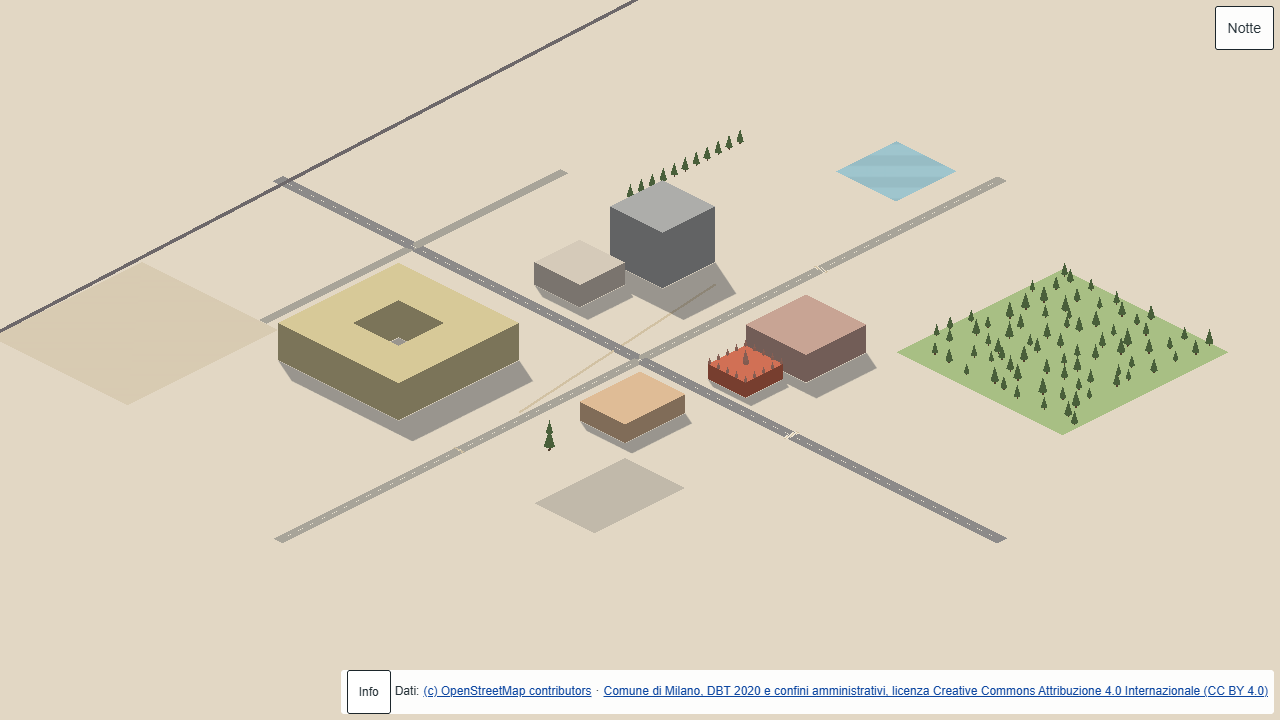 Notte
Info
Dati: (c) OpenStreetMap contributors · Comune di Milano, DBT 2020 e confini amministrativi, licenza Creative Commons Attribuzione 4.0 Internazionale (CC BY 4.0)